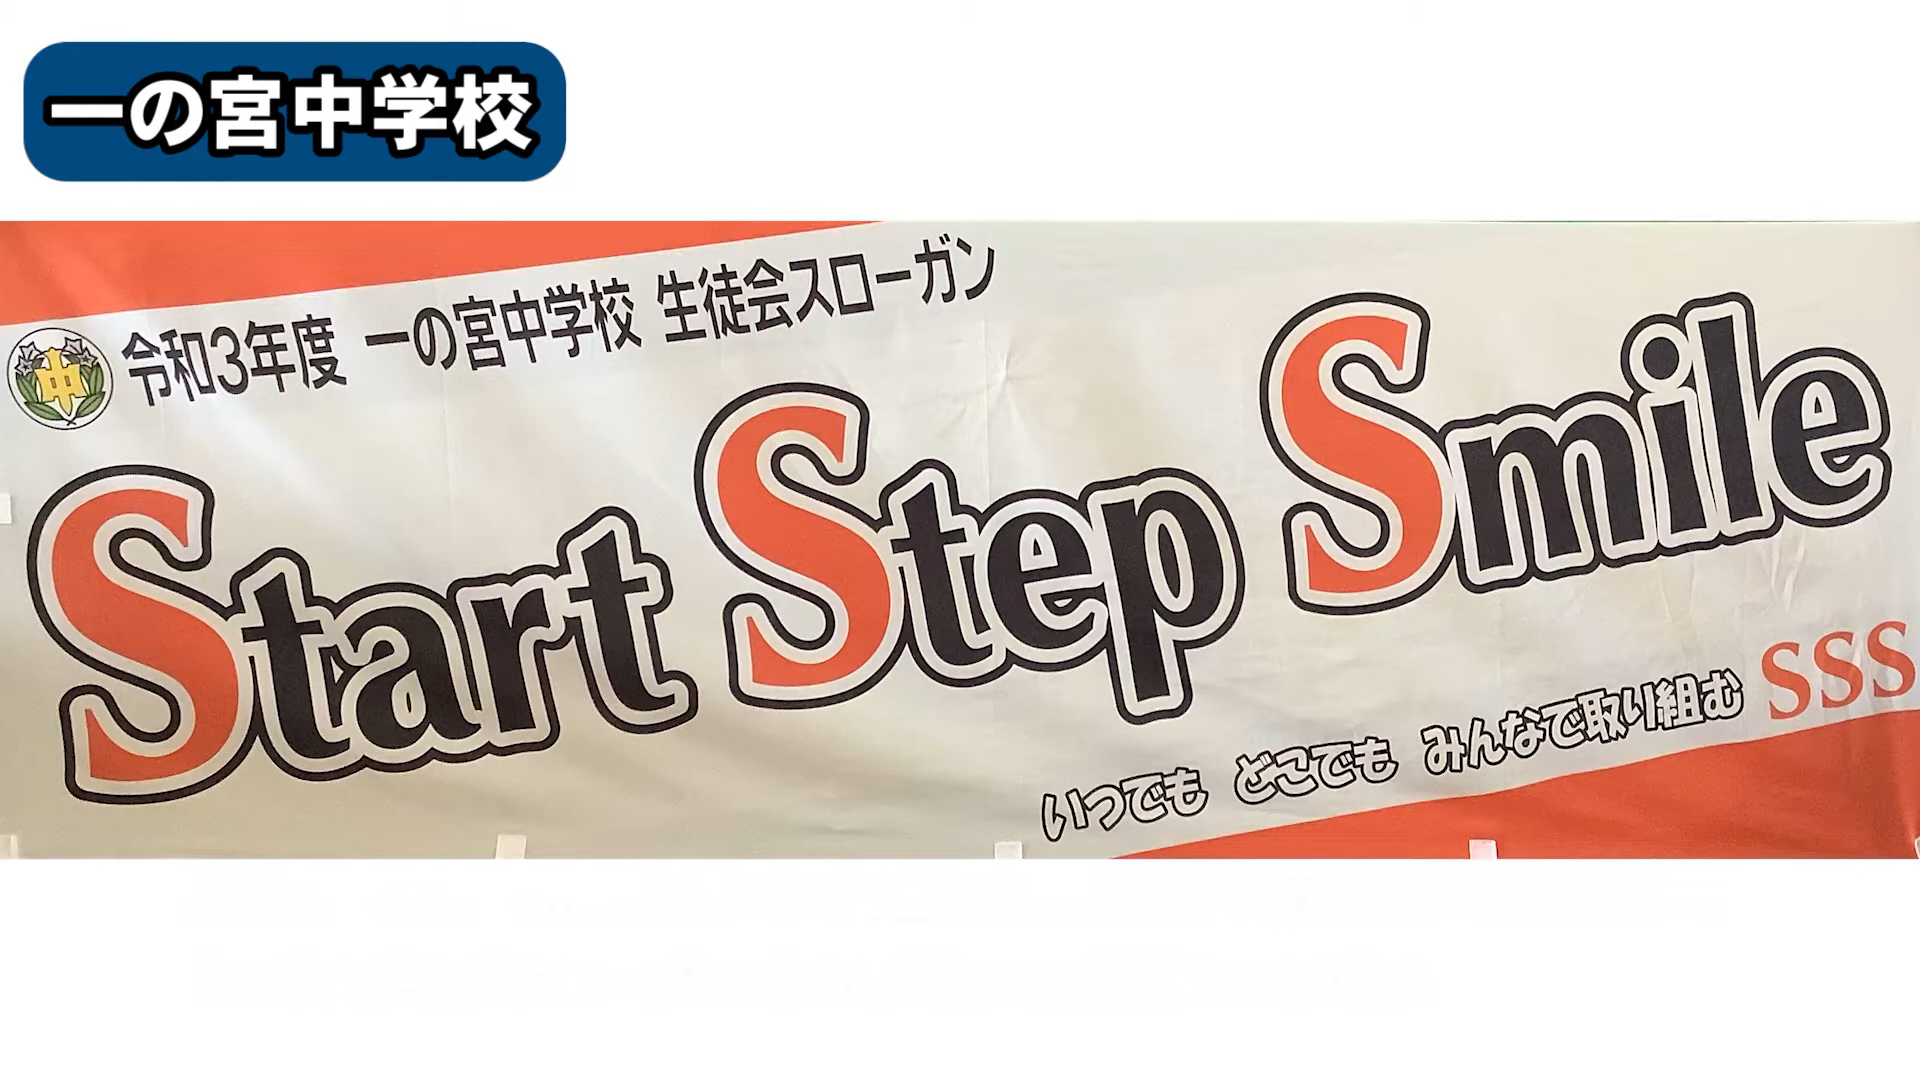 一の宮中学校
令和3年度 一の宮中学校 生徒会スローガン
中
Start Step Smile
いつでも どこでも みんなで取り組む SSS